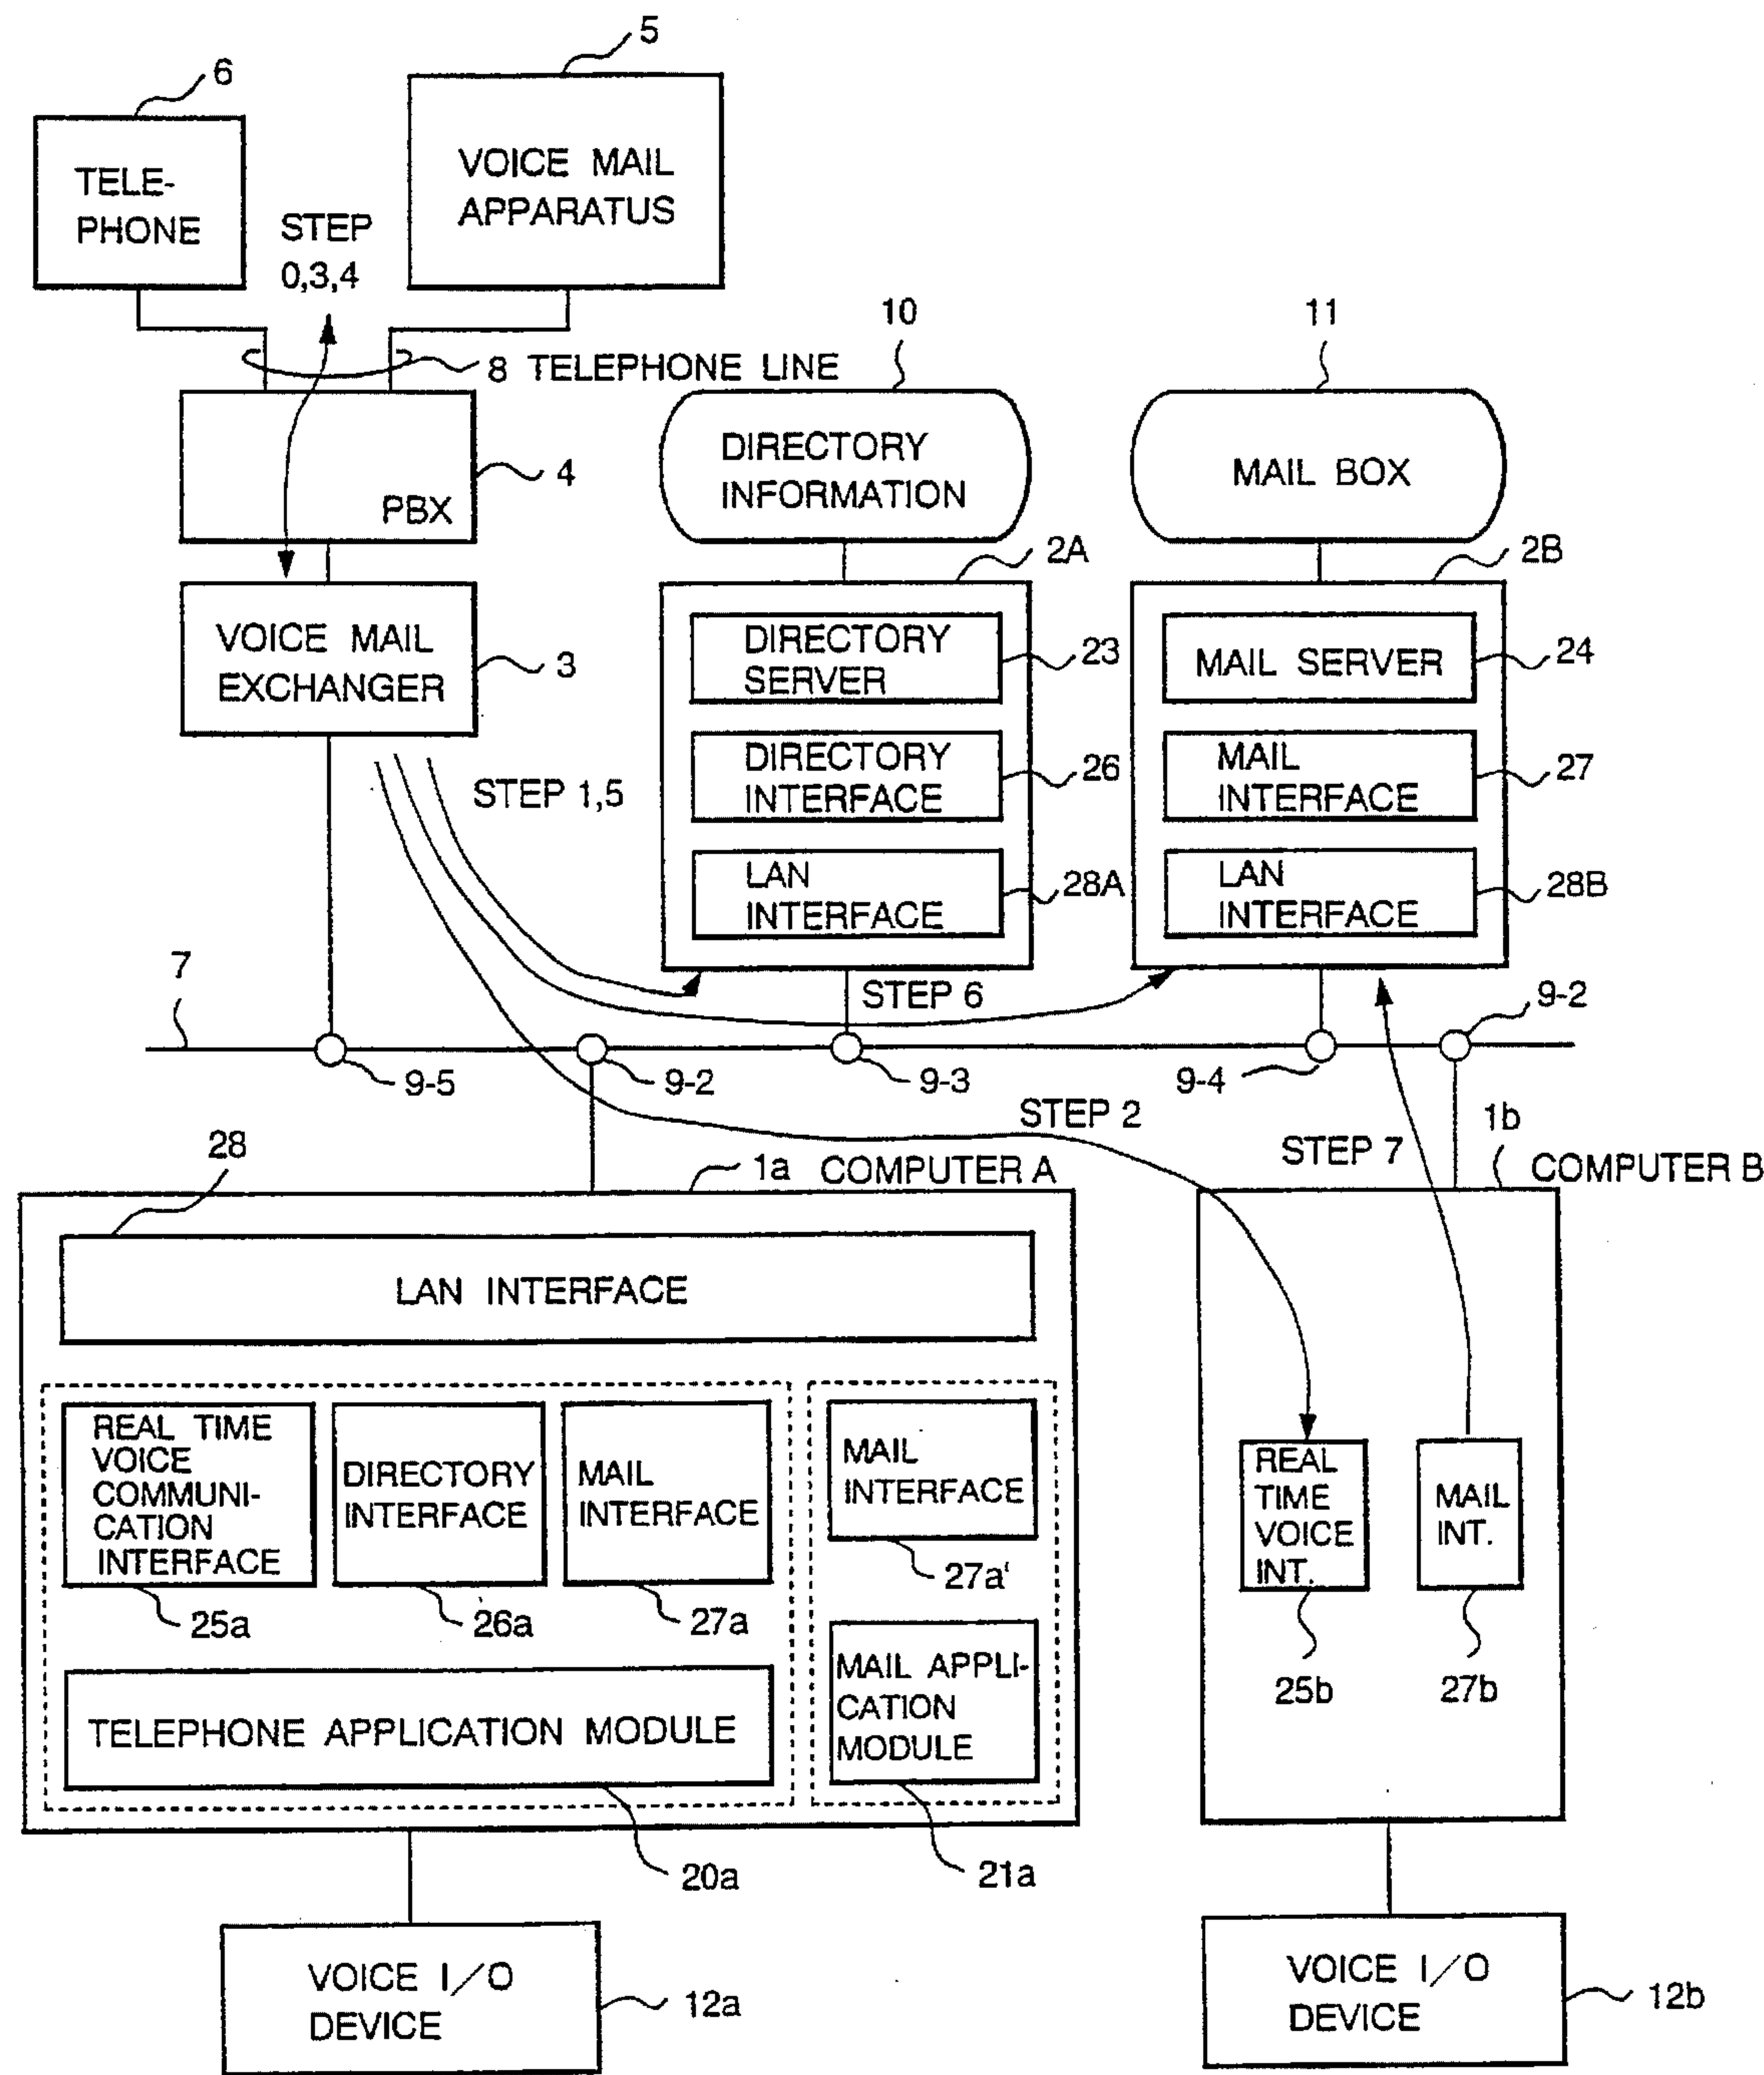 5
6
TELE-
PHONE
VOICE MAIL
APPARATUS
STEP
0,3,4
8 TELEPHONE LINE
10
11
PBX
4
DIRECTORY
INFORMATION
MAIL BOX
2A
2B
VOICE MAIL
EXCHANGER
3
DIRECTORY
SERVER
23
MAIL SERVER
24
STEP 1,5
DIRECTORY
INTERFACE
26
MAIL
INTERFACE
27
LAN
INTERFACE
28A
LAN
INTERFACE
28B
7
STEP 6
9-2
9-5
9-2
9-3
9-4
STEP 2
28
1a COMPUTER A
STEP 7
1b
COMPUTER B
LAN INTERFACE
REAL TIME
VOICE
COMMUNI-
CATION
INTERFACE
25a
DIRECTORY
INTERFACE
26a
MAIL
INTERFACE
27a
MAIL
INTERFACE
27a'
REAL
TIME
VOICE
INT.
25b
MAIL
INT.
27b
TELEPHONE APPLICATION MODULE
20a
MAIL APPLI-
CATION
MODULE
21a
VOICE I/O
DEVICE
12a
VOICE I/O
DEVICE
12b